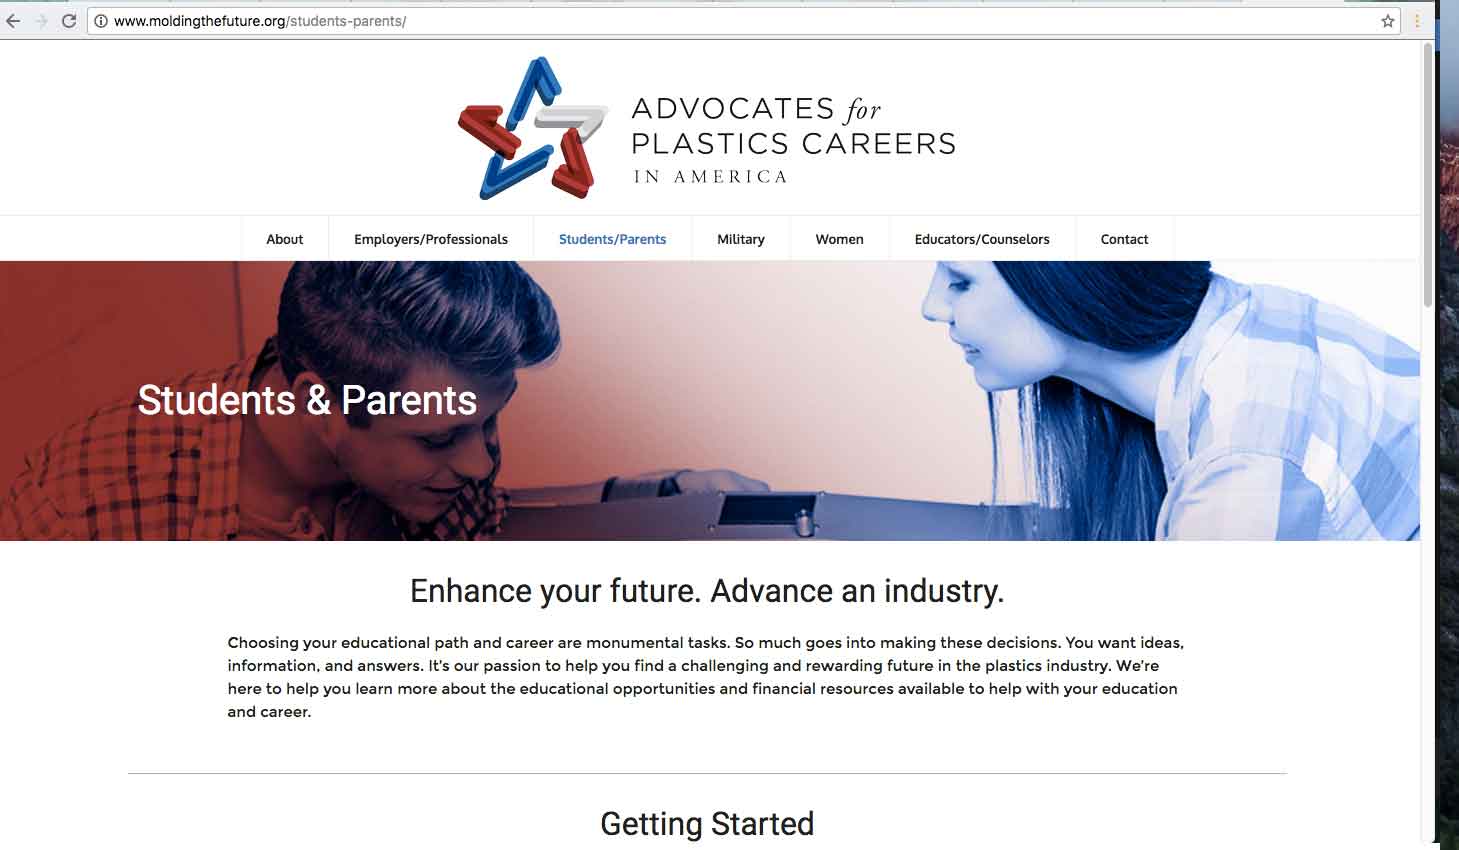 www.moldingthefuture.org/students-parents/
ADVOCATES for
PLASTICS CAREERS
IN AMERICA
About Employers/Professionals Students/Parents Military Women Educators/Counselors Contact
Students & Parents
Enhance your future. Advance an industry.
Choosing your educational path and career are monumental tasks. So much goes into making these decisions. You want ideas,
information, and answers. It's our passion to help you find a challenging and rewarding future in the plastics industry. We're
here to help you learn more about the educational opportunities and financial resources available to help with your education
and career.
Getting Started